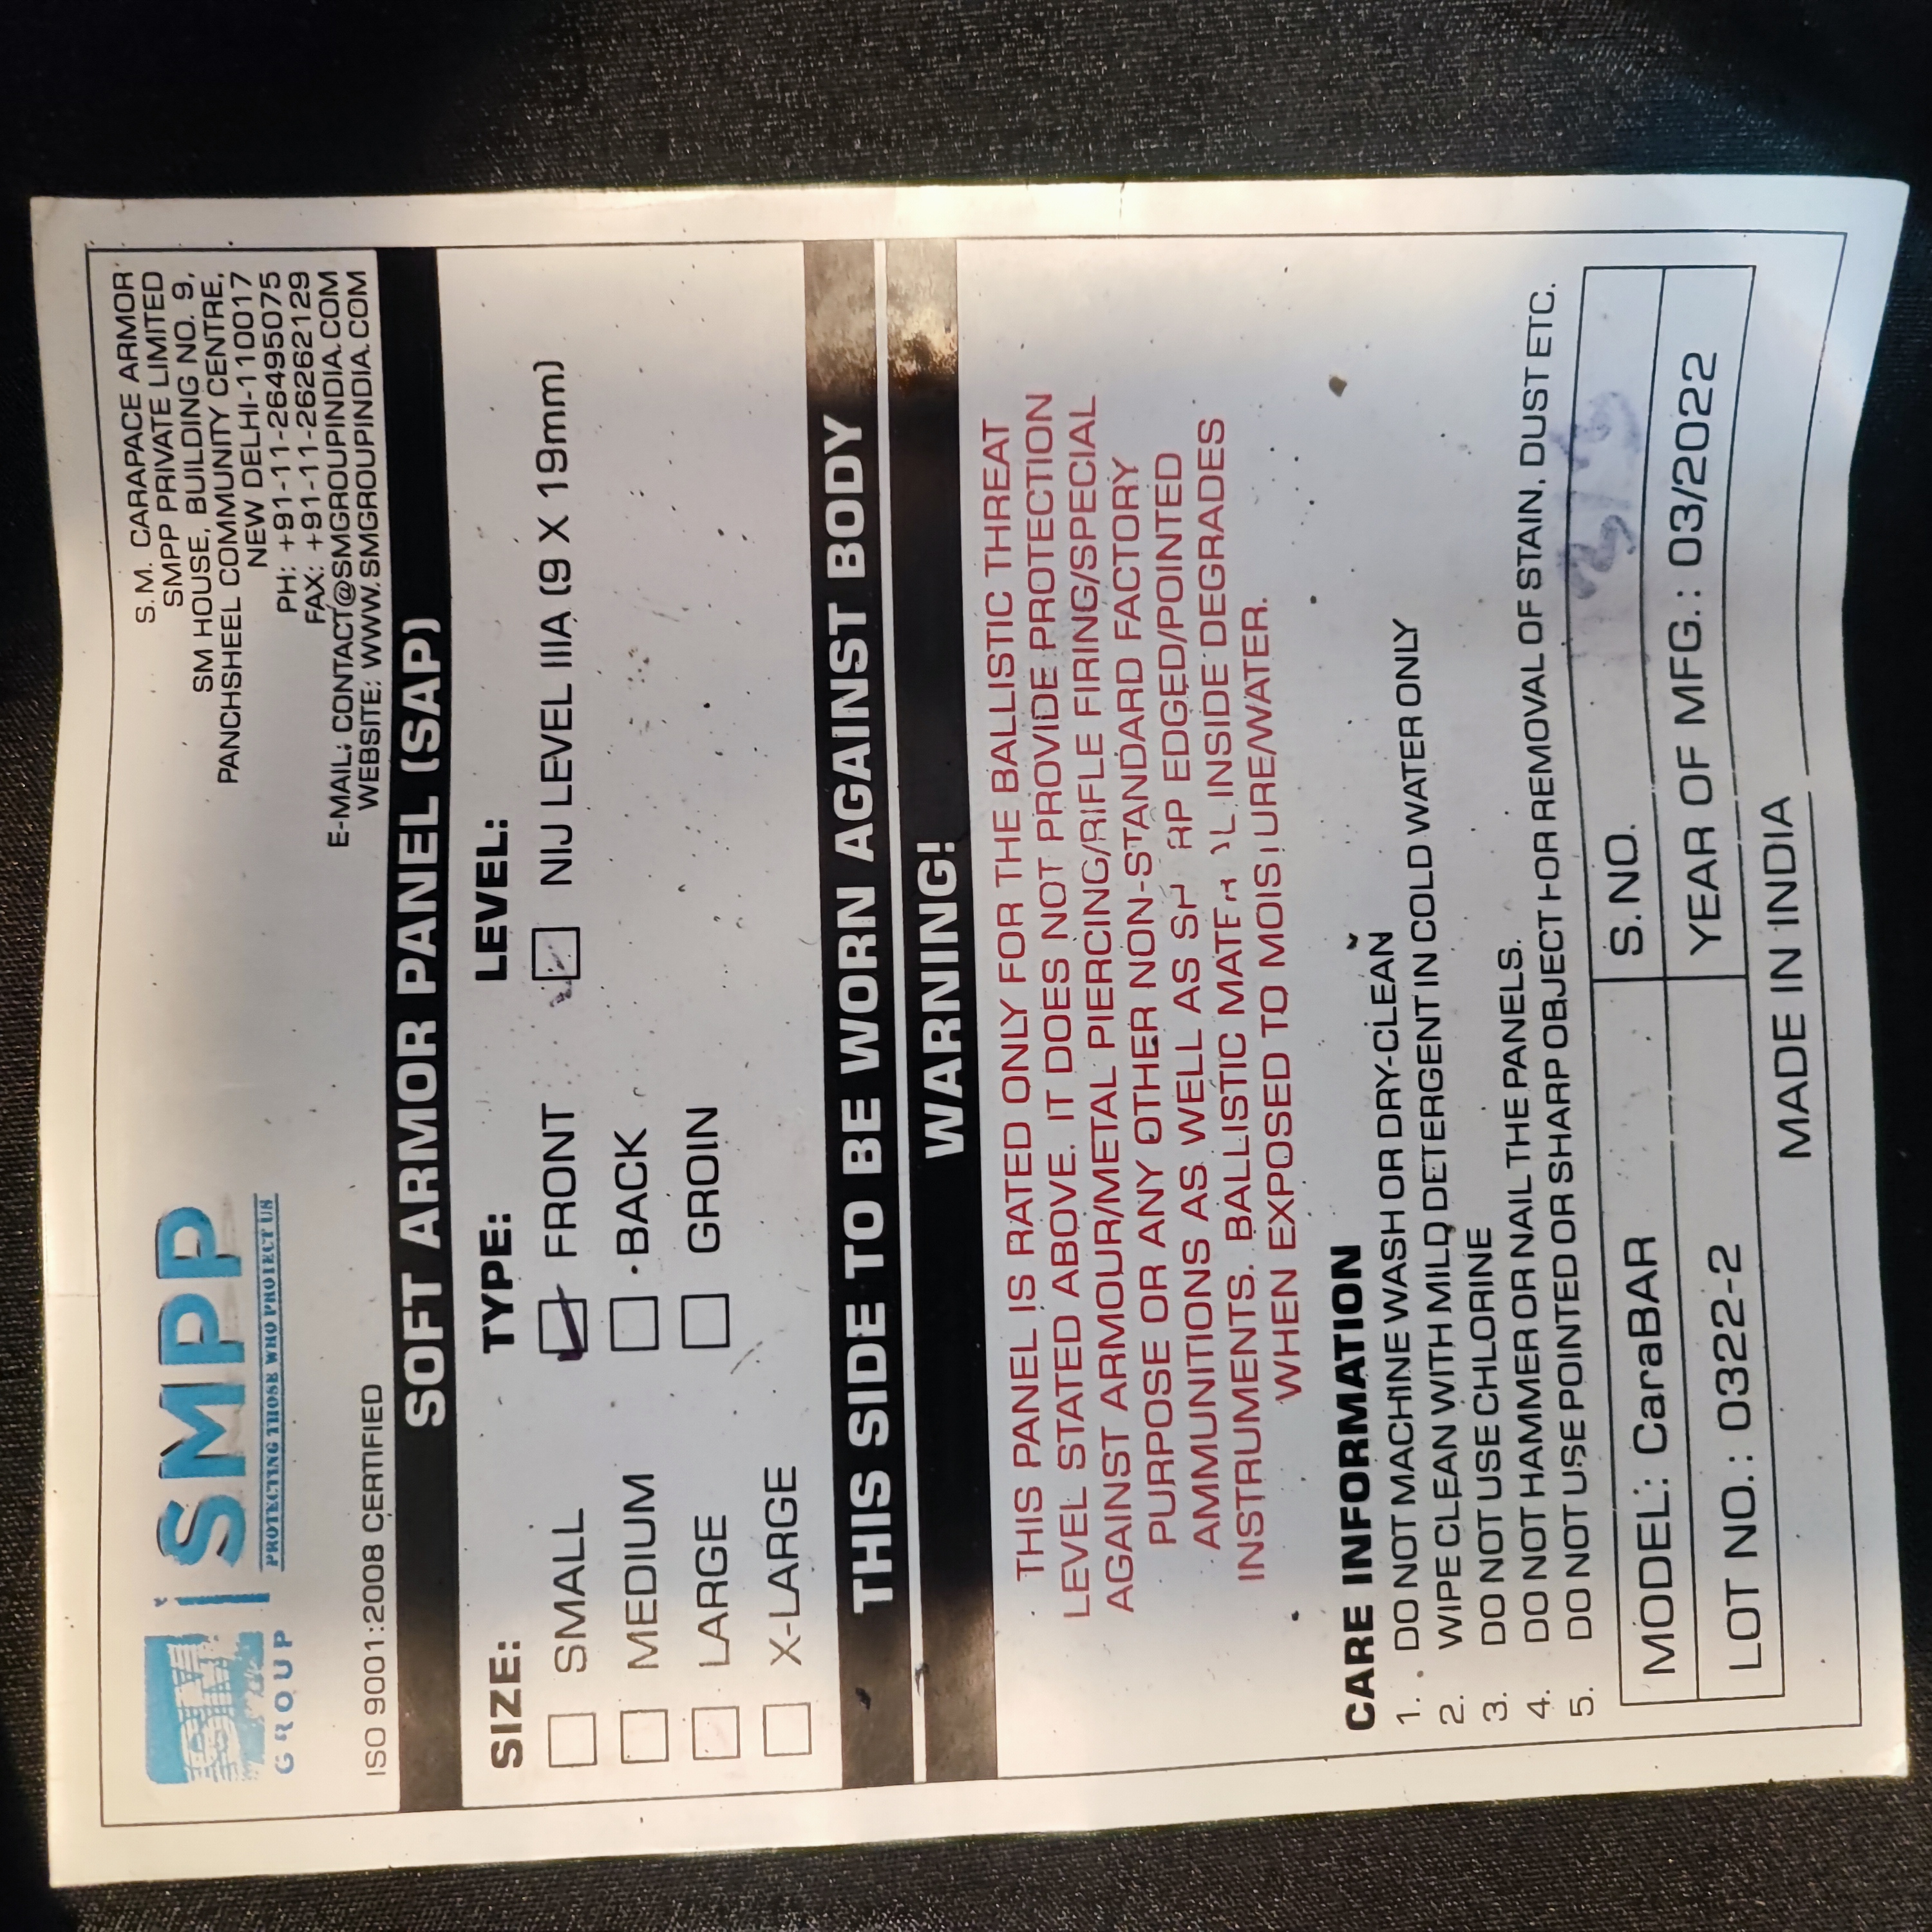 SM
GROUP
SMPP
PROTECTING THOSE WHO PROTECT US
ISO 9001:2008 CERTIFIED
S.M. CARAPACE ARMOR
SMPP PRIVATE LIMITED
SM HOUSE, BUILDING NO. 9,
PANCHSHEEL COMMUNITY CENTRE,
NEW DELHI-110017
PH: +91-11-26495075
FAX: +91-11-26262129
E-MAIL: CONTACT@SMGROUPINDIA.COM
WEBSITE: WWW.SMGROUPINDIA.COM
SOFT ARMOR PANEL (SAP)
SIZE:
SMALL
MEDIUM
LARGE
X-LARGE
TYPE:
FRONT
BACK
GROIN
LEVEL:
NIJ LEVEL IIIA (9 X 19mm)
THIS SIDE TO BE WORN AGAINST BODY
WARNING!
THIS PANEL IS RATED ONLY FOR THE BALLISTIC THREAT
LEVEL STATED ABOVE. IT DOES NOT PROVIDE PROTECTION
AGAINST ARMOUR/METAL PIERCING/RIFLE FIRING/SPECIAL
PURPOSE OR ANY OTHER NON-STANDARD FACTORY
AMMUNITIONS AS WELL AS SHARP EDGED/POINTED
INSTRUMENTS. BALLISTIC MATERIAL INSIDE DEGRADES
WHEN EXPOSED TO MOISTURE/WATER.
CARE INFORMATION
1. DO NOT MACHINE WASH OR DRY-CLEAN
2. WIPE CLEAN WITH MILD DETERGENT IN COLD WATER ONLY
3. DO NOT USE CHLORINE
4. DO NOT HAMMER OR NAIL THE PANELS.
5. DO NOT USE POINTED OR SHARP OBJECT FOR REMOVAL OF STAIN, DUST ETC.
MODEL: CaraBAR
S.NO.
LOT NO.: 0322-2
YEAR OF MFG.: 03/2022
MADE IN INDIA